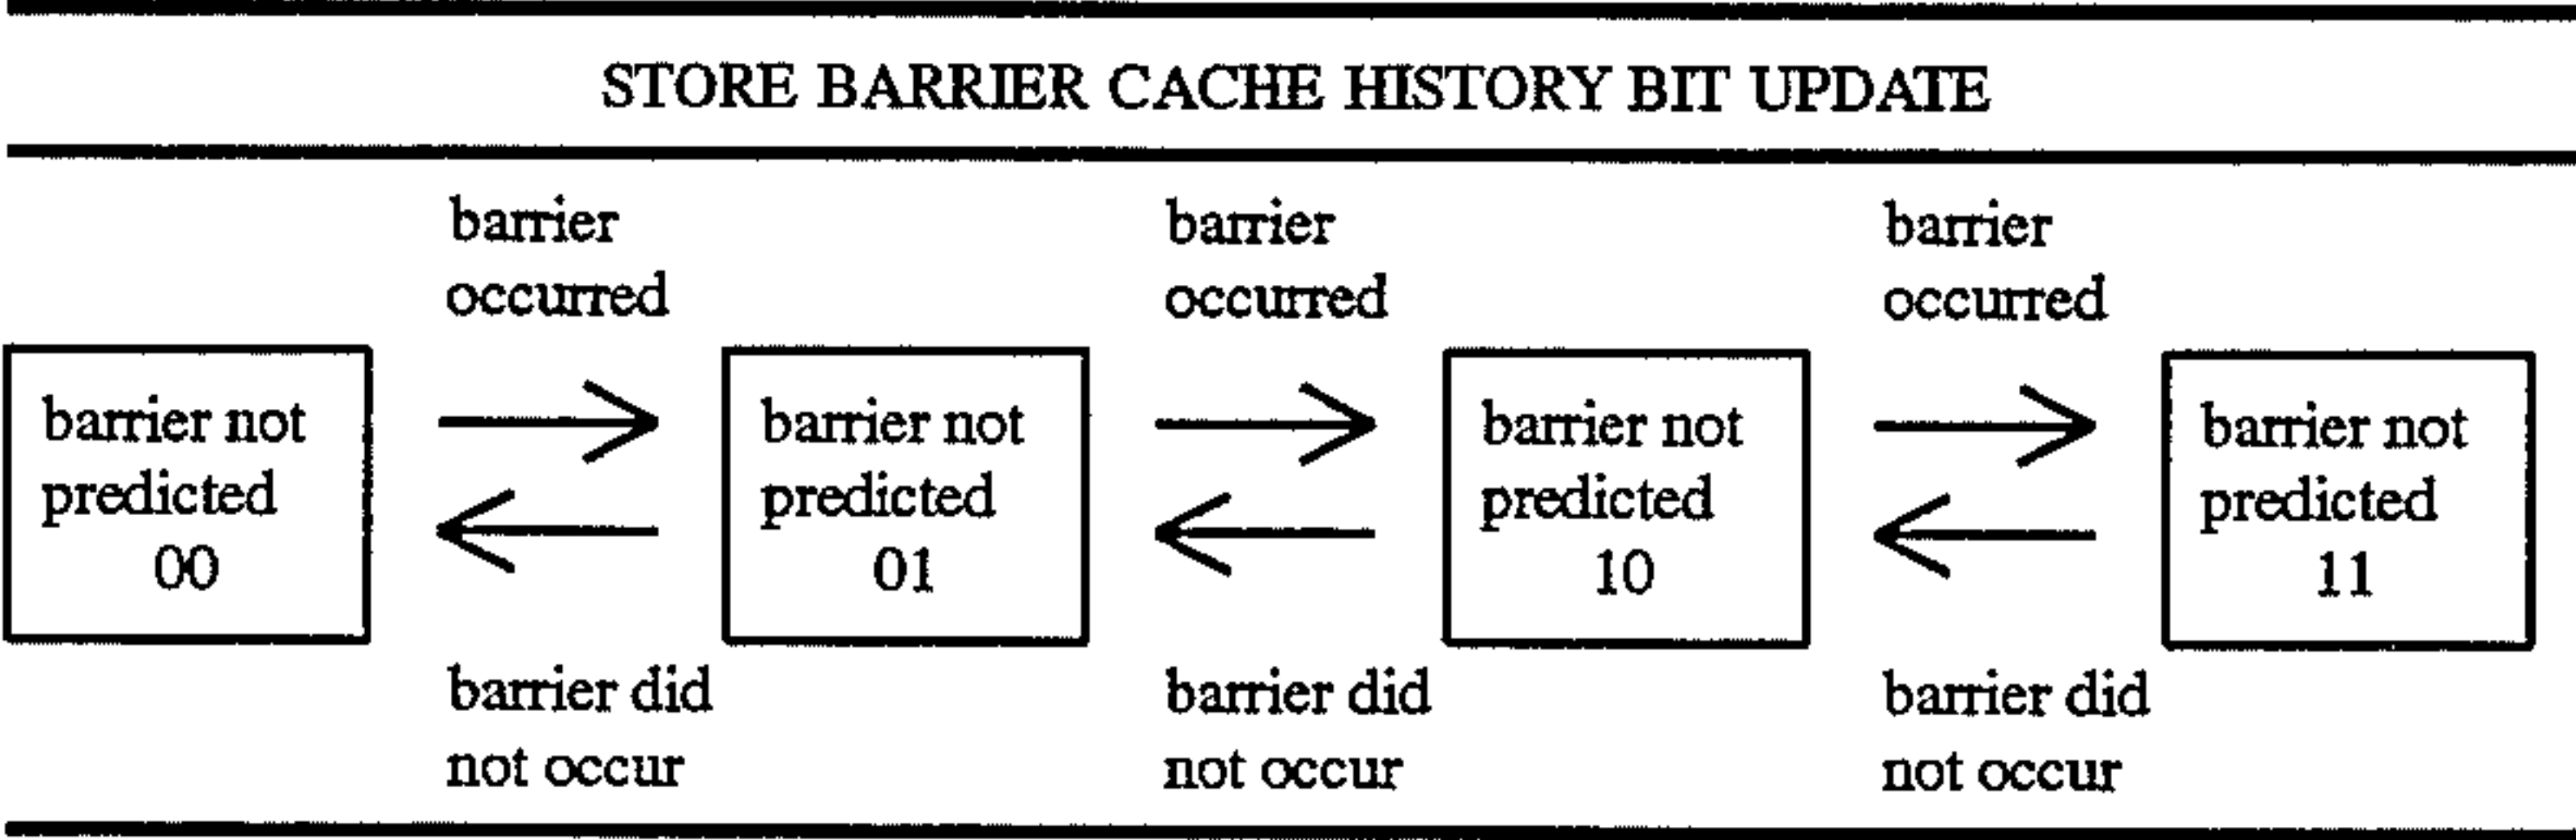 STORE BARRIER CACHE HISTORY BIT UPDATE
barrier
occurred
barrier
occurred
barrier
occurred
barrier not
predicted
00
barrier not
predicted
01
barrier not
predicted
10
barrier not
predicted
11
barrier did
not occur
barrier did
not occur
barrier did
not occur